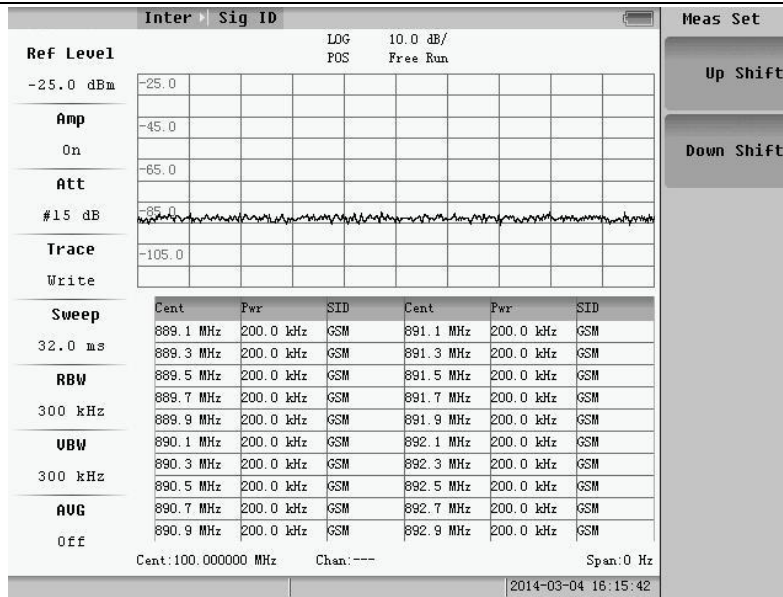 Inter Sig ID
Meas Set
Ref Level
-25.0 dBm
Amp
On
Att
#15 dB
Trace
Write
Sweep
32.0 ms
RBW
300 kHz
VBW
300 kHz
AVG
Off
LOG 10.0 dB/
POS Free Run
-25.0
-45.0
-65.0
-85.0
-105.0
Cent Pwr SID Cent Pwr SID
889.1 MHz 200.0 kHz GSM 891.1 MHz 200.0 kHz GSM
889.3 MHz 200.0 kHz GSM 891.3 MHz 200.0 kHz GSM
889.5 MHz 200.0 kHz GSM 891.5 MHz 200.0 kHz GSM
889.7 MHz 200.0 kHz GSM 891.7 MHz 200.0 kHz GSM
889.9 MHz 200.0 kHz GSM 891.9 MHz 200.0 kHz GSM
890.1 MHz 200.0 kHz GSM 892.1 MHz 200.0 kHz GSM
890.3 MHz 200.0 kHz GSM 892.3 MHz 200.0 kHz GSM
890.5 MHz 200.0 kHz GSM 892.5 MHz 200.0 kHz GSM
890.7 MHz 200.0 kHz GSM 892.7 MHz 200.0 kHz GSM
890.9 MHz 200.0 kHz GSM 892.9 MHz 200.0 kHz GSM
Cent:100.000000 MHz Chan:--- Span:0 Hz
2014-03-04 16:15:42
Up Shift
Down Shift